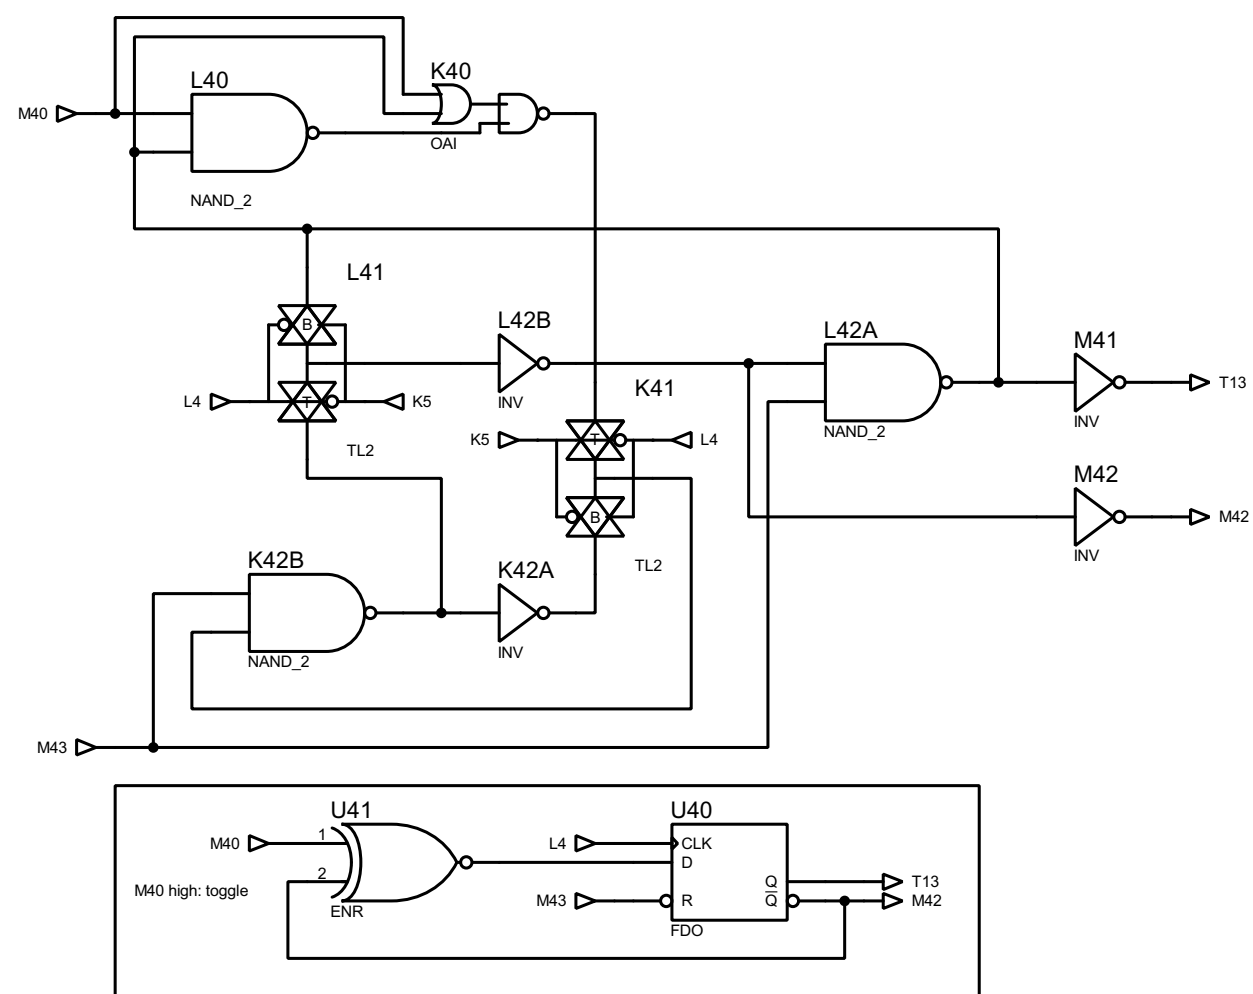 L40
K40
M40
OAI
NAND_2
L41
B
L42B
L42A
M41
K41
L4
T
K5
INV
T13
INV
NAND_2
K5
T
L4
TL2
M42
B
M42
K42B
K42A
TL2
INV
NAND_2
INV
M43
U41
U40
M40
1
L4
CLK
D
2
Q
T13
M40 high: toggle
M43
R
Q
M42
ENR
FDO